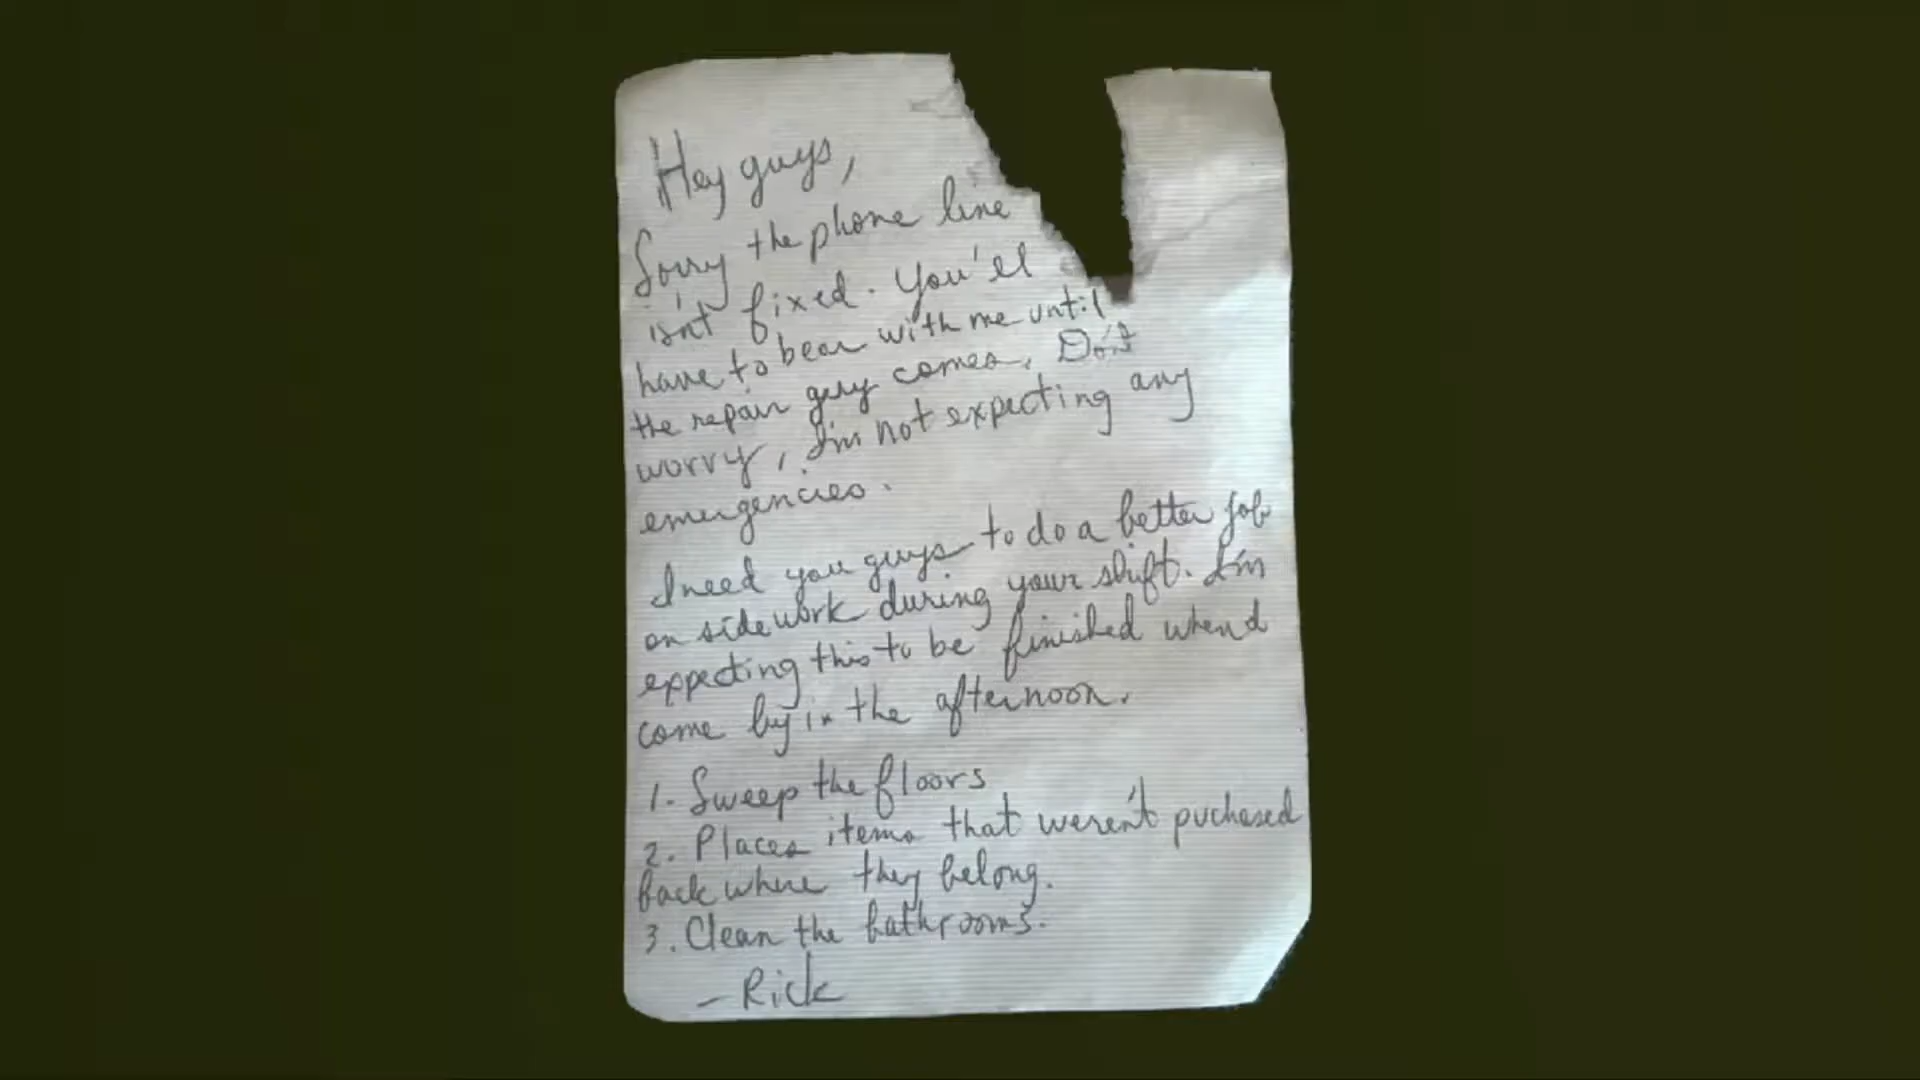 Hey guys,
Sorry the phone line
isn't fixed. You'll
have to bear with me until
the repair guy comes. Don't
worry, I'm not expecting any
emergencies.
I need you guys to do a better job
on side work during your shift. I'm
expecting this to be finished when I
come by in the afternoon.
1. Sweep the floors
2. Places items that weren't puchased
back where they belong.
3. Clean the bathrooms.
- Rick